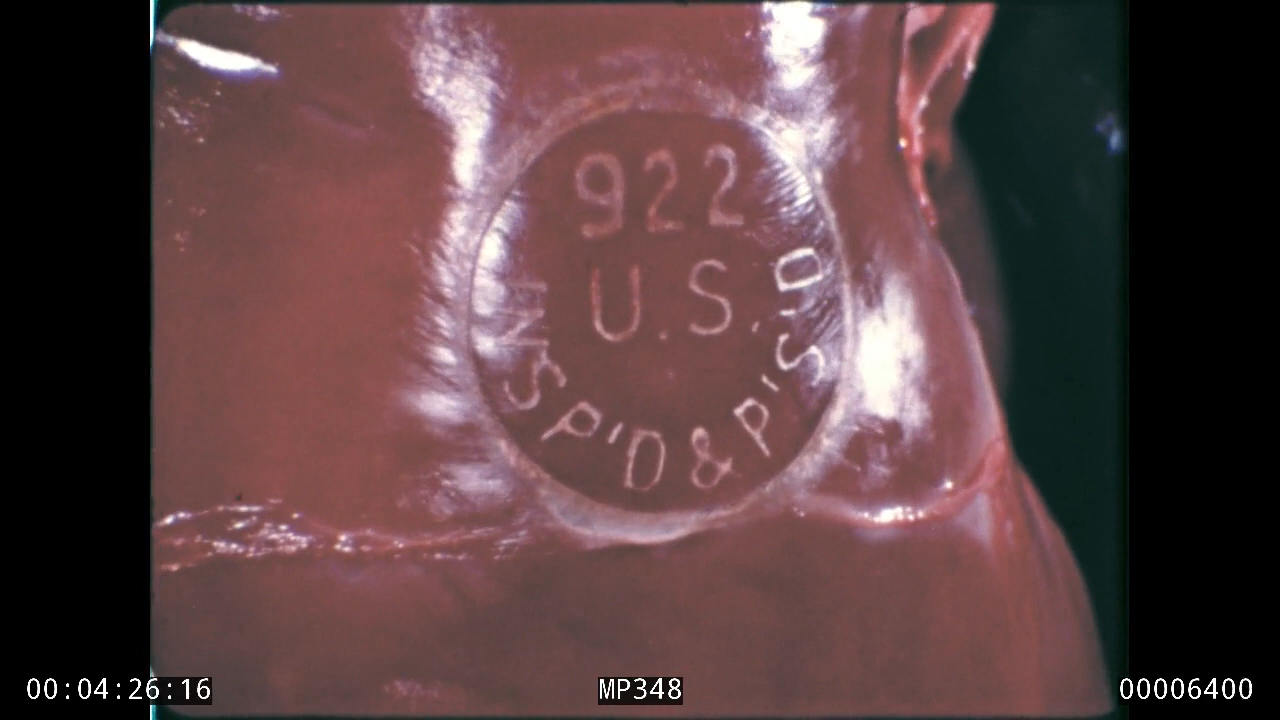 922
U.S.
INSP'D & P'S'D
00:04:26:16
MP348
00006400